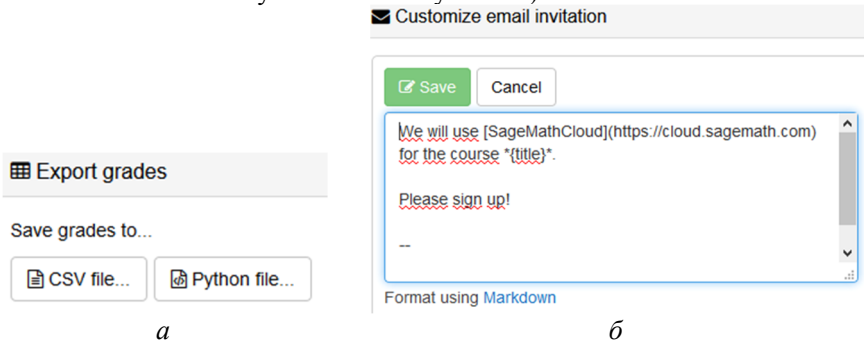 Customize email invitation
Save
Cancel
We will use [SageMathCloud](https://cloud.sagemath.com)
for the course *{title}*.
Please sign up!
--
Format using Markdown
Export grades
Save grades to...
CSV file...
Python file...
а
б